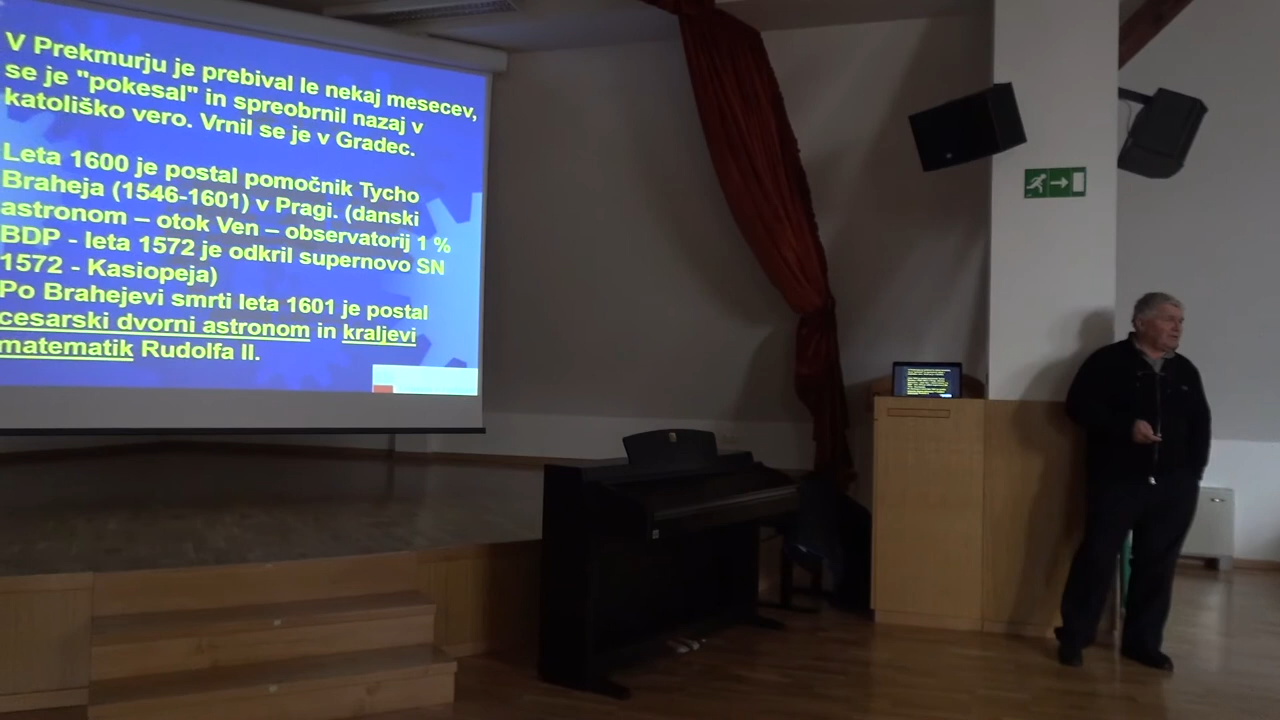 V Prekmurju je prebival le nekaj mesecev,
se je "pokesal" in spreobrnil nazaj v
katoliško vero. Vrnil se je v Gradec.
Leta 1600 je postal pomočnik Tycho
Braheja (1546-1601) v Pragi. (danski
astronom – otok Ven – observatorij 1 %
BDP - leta 1572 je odkril supernovo SN
1572 - Kasiopeja)
Po Brahejevi smrti leta 1601 je postal
cesarski dvorni astronom in kraljevi
matematik Rudolfa II.